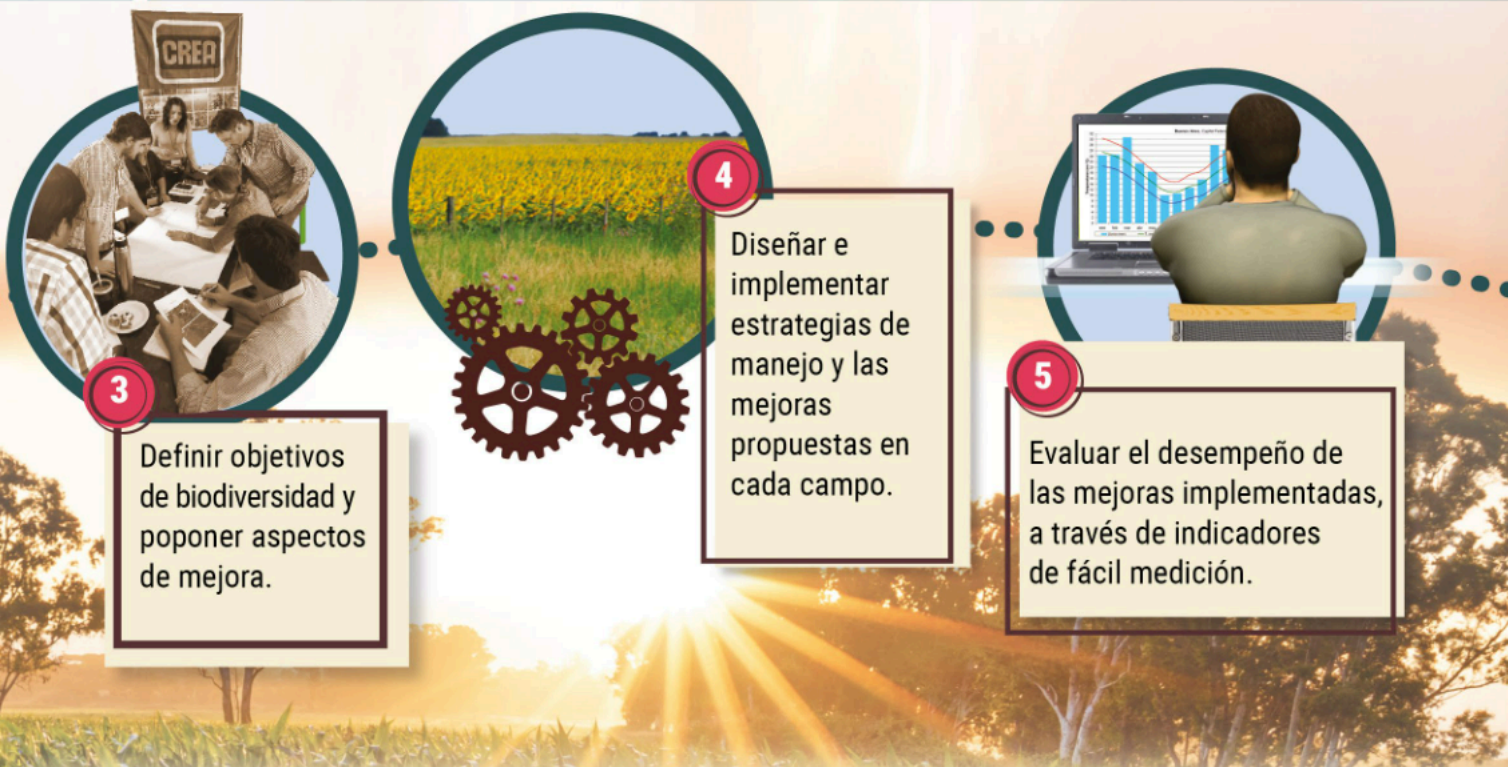 CREA
3
Definir objetivos
de biodiversidad y
poponer aspectos
de mejora.
4
Diseñar e
implementar
estrategias de
manejo y las
mejoras
propuestas en
cada campo.
5
Evaluar el desempeño de
las mejoras implementadas,
a través de indicadores
de fácil medición.